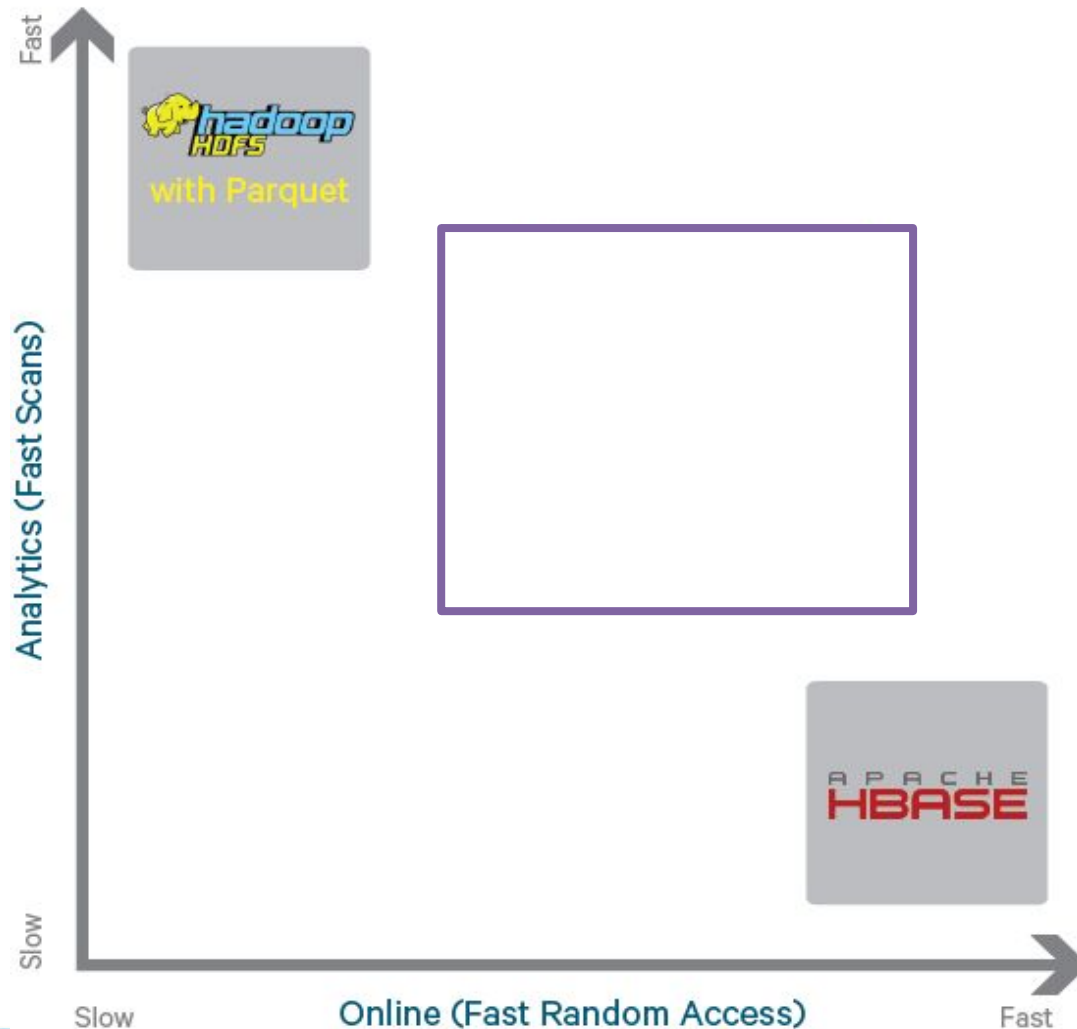 Fast
hadoop
HDFS
with Parquet
Analytics (Fast Scans)
APACHE
HBASE
Slow
Slow
Online (Fast Random Access)
Fast